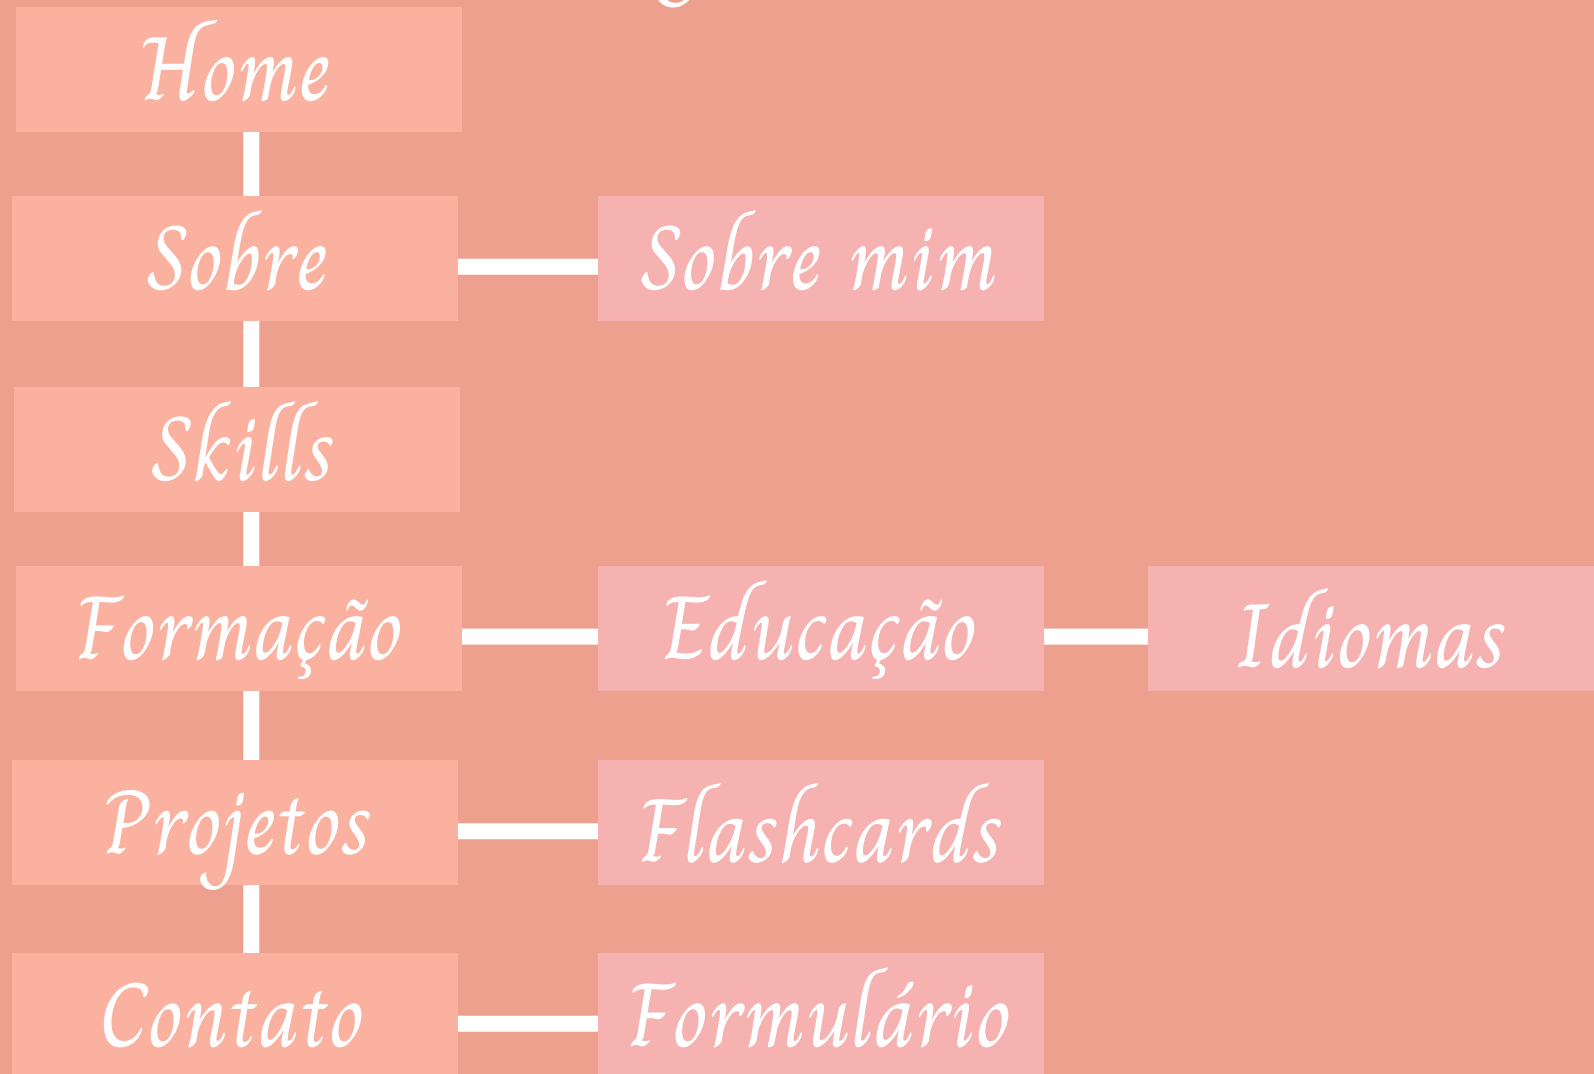 Home
Sobre
Sobre mim
Skills
Formação
Educação
Idiomas
Projetos
Flashcards
Contato
Formulário